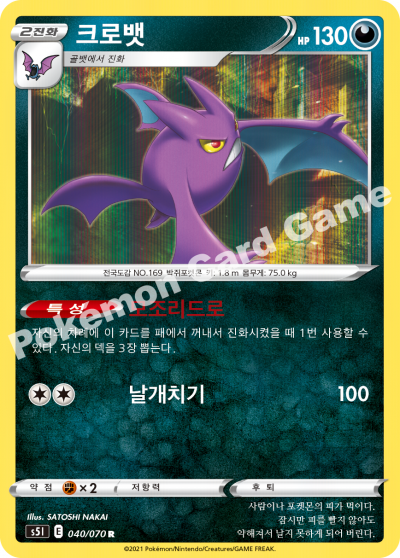 2진화
크로뱃
HP 130
골뱃에서 진화
전국도감 NO.169 박쥐포켓몬 키: 1.8 m 몸무게: 75.0 kg
특성
자신의 차례에 이 카드를 패에서 꺼내서 진화시켰을 때 1번 사용할 수
있다. 자신의 덱을 3장 뽑는다.
날개치기 100
약점 ×2 저항력 후퇴
Illus. SATOSHI NAKAI
s5I E 040/070 R
사람이나 포켓몬의 피가 먹이다.
잠시만 피를 빨지 않아도
약해져서 날지 못하게 되어 버린다.
©2021 Pokémon/Nintendo/Creatures/GAME FREAK.
Pokémon Card Game